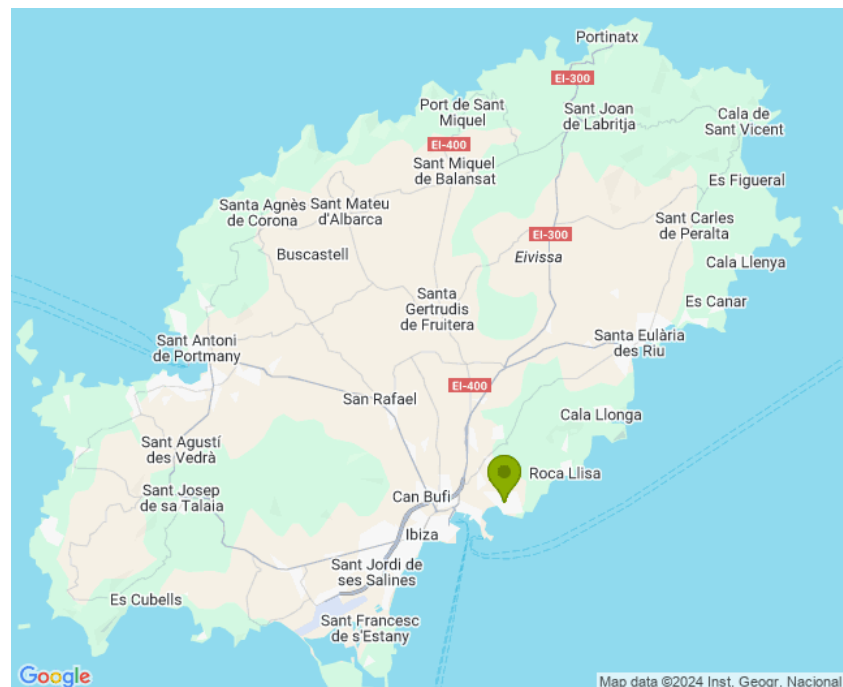 Portinatx
EI-300
Port de Sant
Miquel
Sant Joan
de Labritja
Cala de
Sant Vicent
EI-400
Sant Miquel
de Balansat
Es Figueral
Santa Agnès
de Corona
Sant Mateu
d'Albarca
Sant Carles
de Peralta
EI-300
Buscastell
Eivissa
Cala Llenya
Santa
Gertrudis
de Fruitera
Es Canar
Sant Antoni
de Portmany
Santa Eulària
des Riu
EI-400
San Rafael
Cala Llonga
Sant Agustí
des Vedrà
Roca Llisa
Sant Josep
de sa Talaia
Can Bufi
Ibiza
Sant Jordi de
ses Salines
Es Cubells
Sant Francesc
de s'Estany
Google
Map data ©2024 Inst. Geogr. Nacional